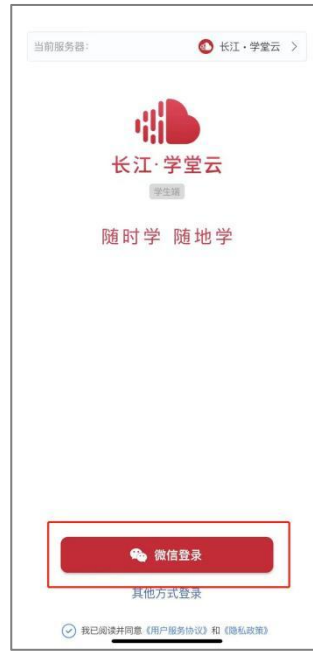 当前服务器： 长江·学堂云
长江·学堂云
学生端
随时学 随地学
微信登录
其他方式登录
我已阅读并同意《用户服务协议》和《隐私政策》